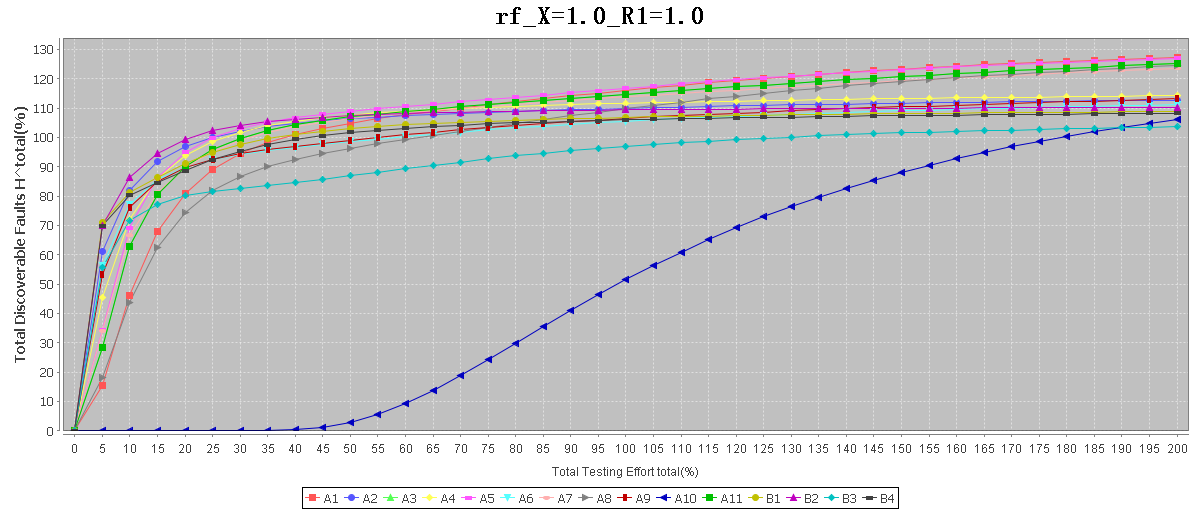 rf_X=1.0_R1=1.0
Total Discoverable Faults H^total(%)
130
120
110
100
90
80
70
60
50
40
30
20
10
0
0 5 10 15 20 25 30 35 40 45 50 55 60 65 70 75 80 85 90 95 100 105 110 115 120 125 130 135 140 145 150 155 160 165 170 175 180 185 190 195 200
Total Testing Effort total(%)
A1 A2 A3 A4 A5 A6 A7 A8 A9 A10 A11 B1 B2 B3 B4